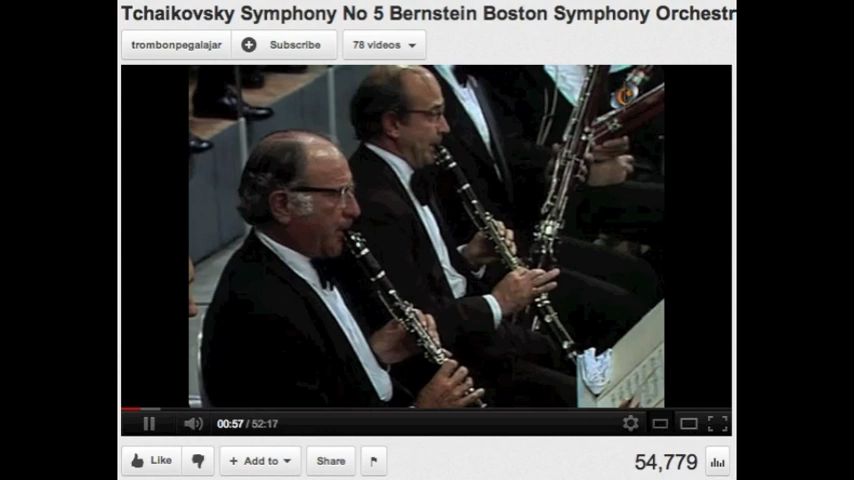 Tchaikovsky Symphony No 5 Bernstein Boston Symphony Orchestr
trombonpegalajar Subscribe 78 videos
00:57 / 52:17
Like Add to Share 54,779